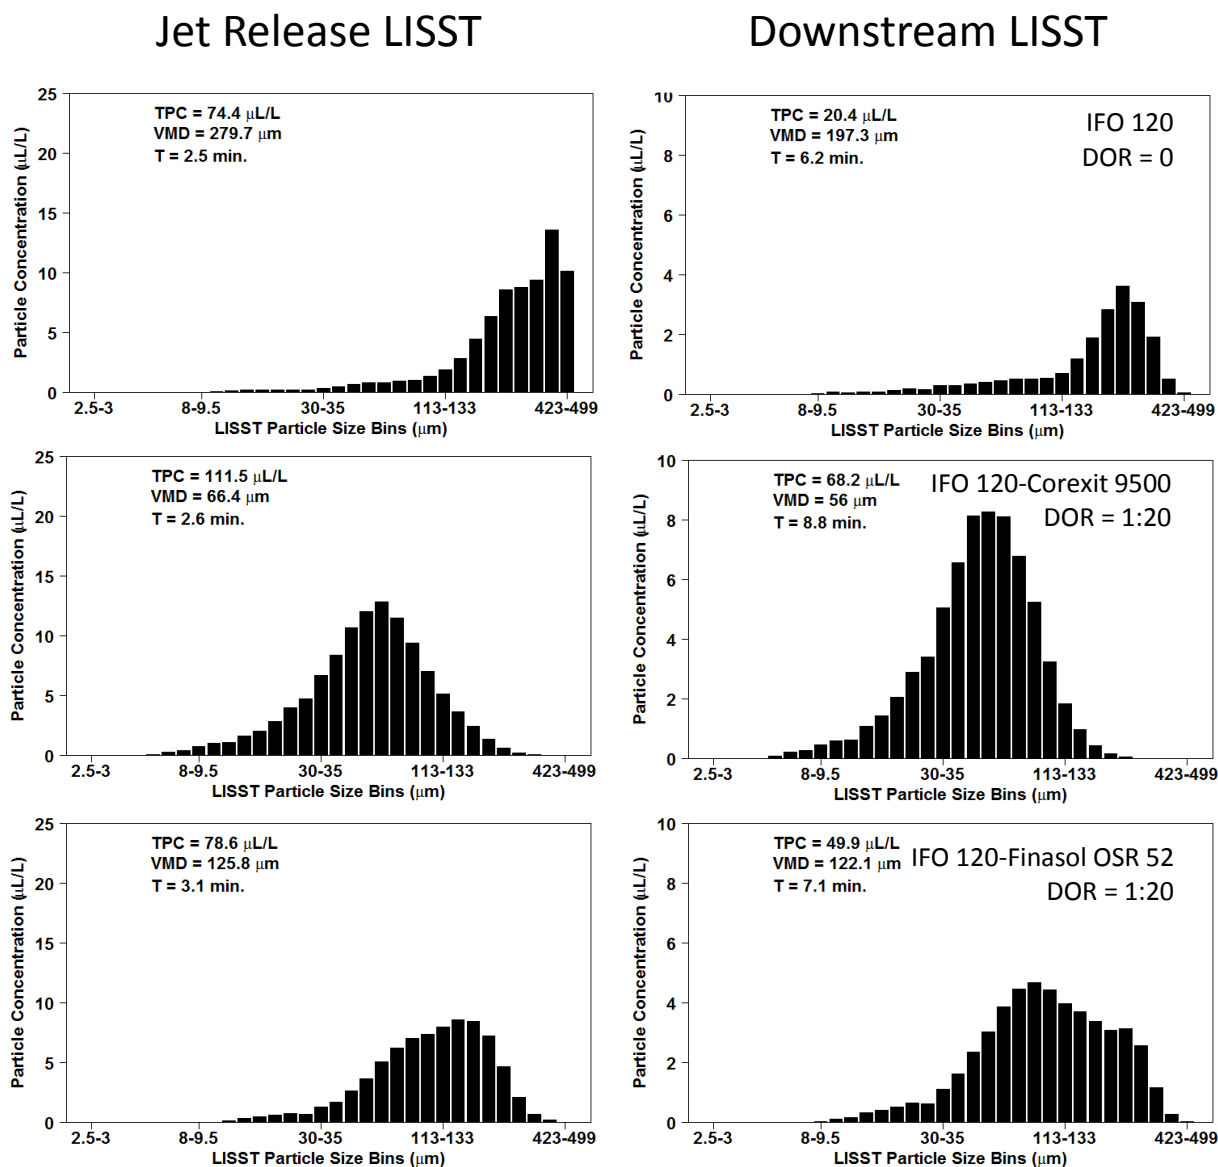 Jet Release LISST
Downstream LISST
25
20
15
10
5
0
Particle Concentration (μL/L)
TPC = 74.4 μL/L
VMD = 279.7 μm
T = 2.5 min.
2.5-3 8-9.5 30-35 113-133 423-499
LISST Particle Size Bins (μm)
10
8
6
4
2
0
Particle Concentration (μL/L)
TPC = 20.4 μL/L
VMD = 197.3 μm
T = 6.2 min.
IFO 120
DOR = 0
2.5-3 8-9.5 30-35 113-133 423-499
LISST Particle Size Bins (μm)
25
20
15
10
5
0
Particle Concentration (μL/L)
TPC = 111.5 μL/L
VMD = 66.4 μm
T = 2.6 min.
2.5-3 8-9.5 30-35 113-133 423-499
LISST Particle Size Bins (μm)
10
8
6
4
2
0
Particle Concentration (μL/L)
TPC = 68.2 μL/L
VMD = 56 μm
T = 8.8 min.
IFO 120-Corexit 9500
DOR = 1:20
2.5-3 8-9.5 30-35 113-133 423-499
LISST Particle Size Bins (μm)
25
20
15
10
5
0
Particle Concentration (μL/L)
TPC = 78.6 μL/L
VMD = 125.8 μm
T = 3.1 min.
2.5-3 8-9.5 30-35 113-133 423-499
LISST Particle Size Bins (μm)
10
8
6
4
2
0
Particle Concentration (μL/L)
TPC = 49.9 μL/L
VMD = 122.1 μm
T = 7.1 min.
IFO 120-Finasol OSR 52
DOR = 1:20
2.5-3 8-9.5 30-35 113-133 423-499
LISST Particle Size Bins (μm)